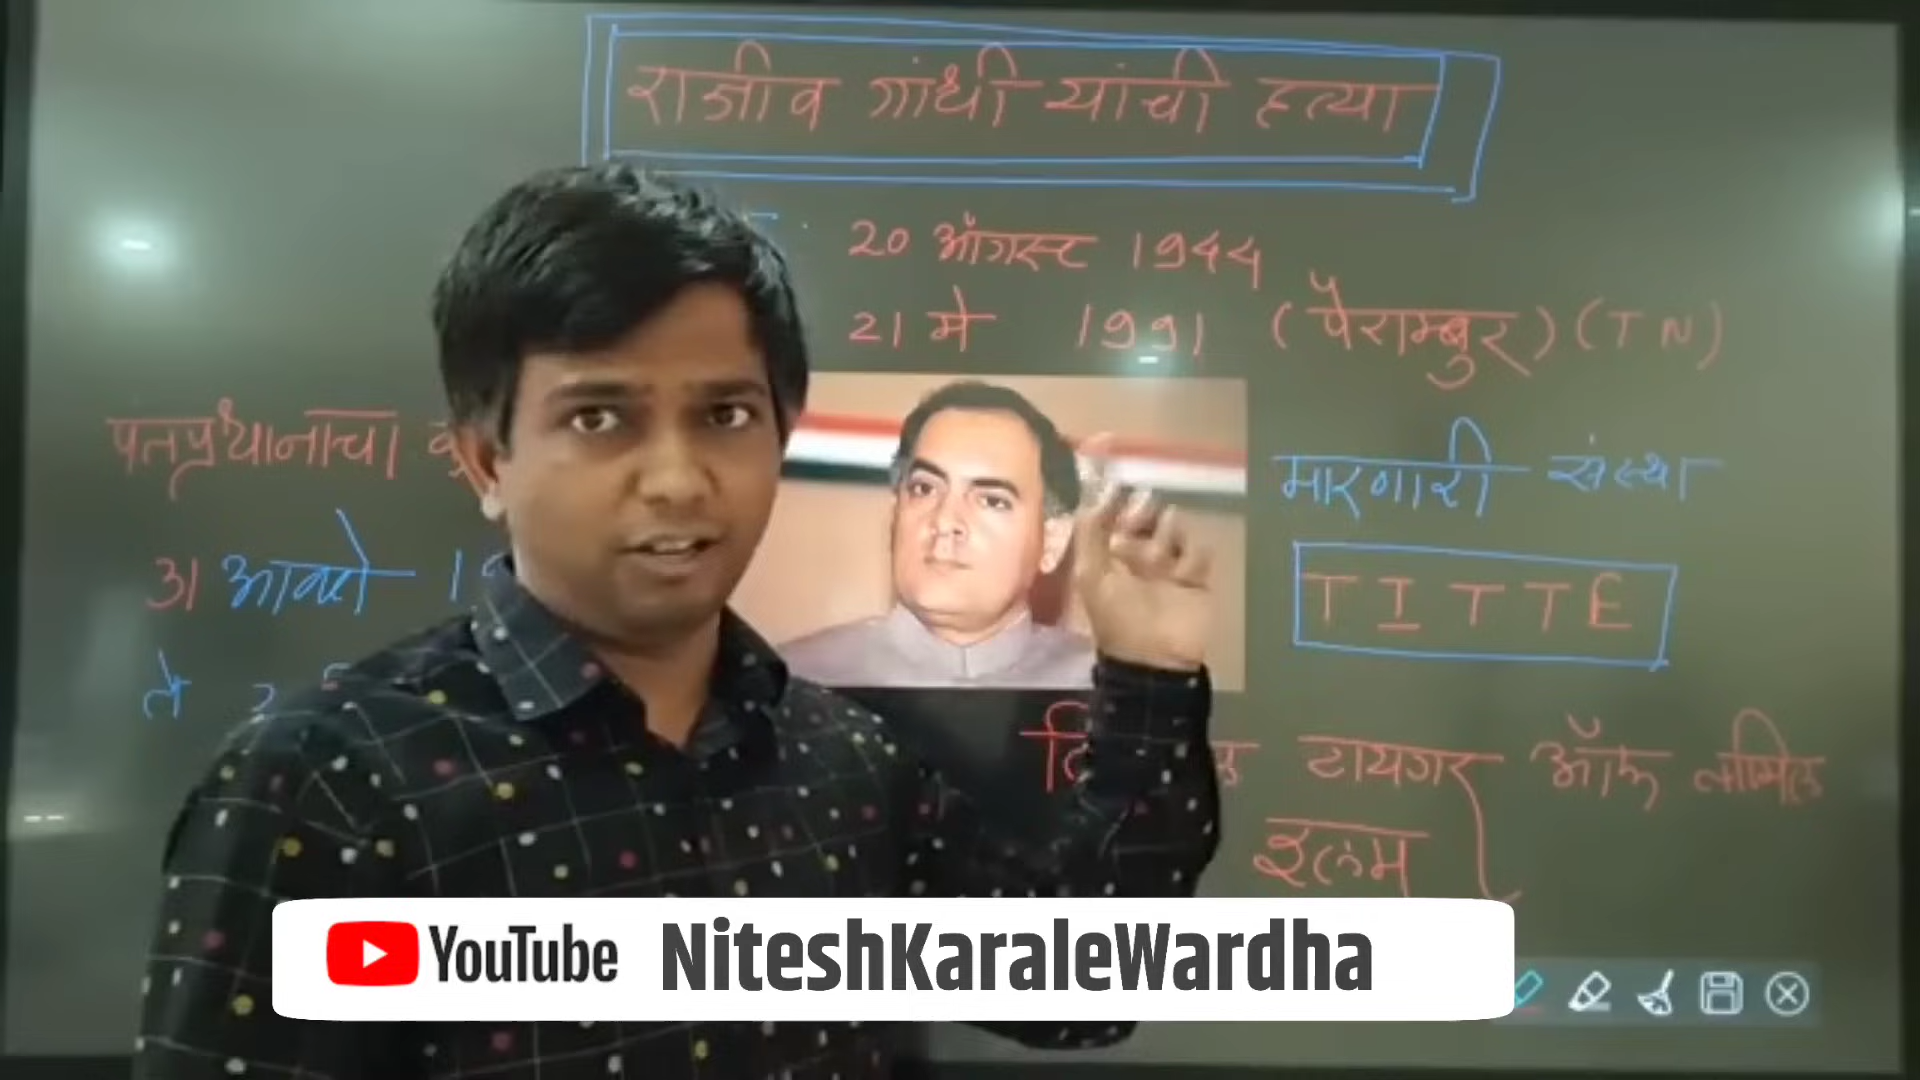 राजीव गांधी यांची हत्या
20 ऑगस्ट 1944
21 मे 1991 (पैराम्बुर) (TN)
पतप्रधानाचा
मारणारी संस्था
31 आक्टो
TITTE
ते
टायगर ऑफ तामिल
इलम
YouTube NiteshKaraleWardha